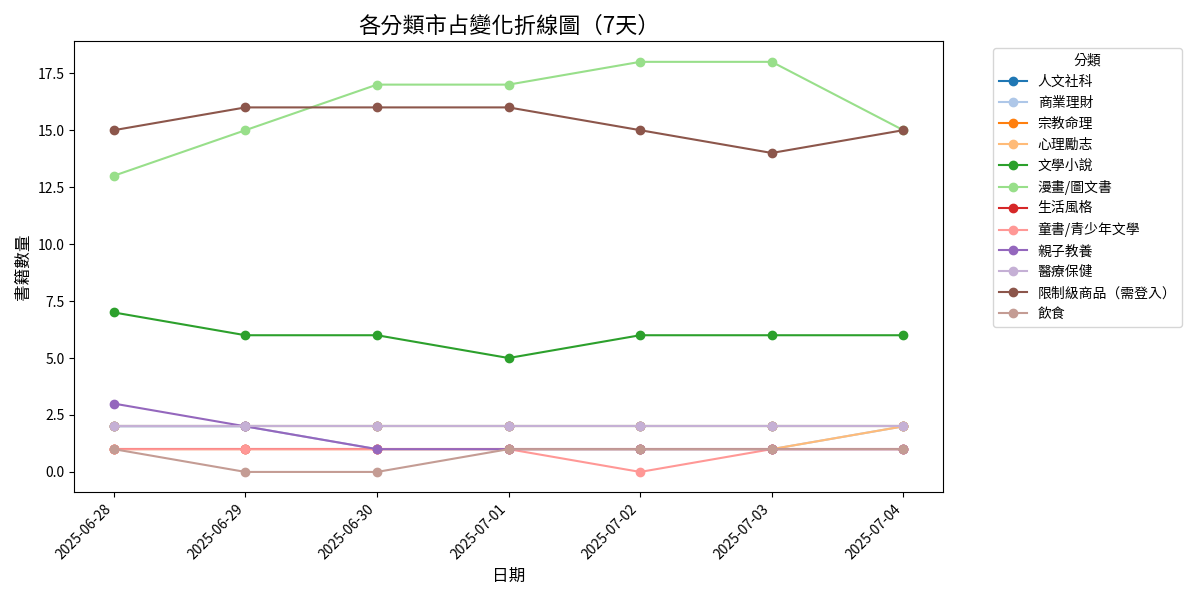 各分類市占變化折線圖（7天）
17.5
15.0
12.5
10.0
7.5
5.0
2.5
0.0
書籍數量
2025-06-28
2025-06-29
2025-06-30
2025-07-01
2025-07-02
2025-07-03
2025-07-04
日期
分類
人文社科
商業理財
宗教命理
心理勵志
文學小說
漫畫/圖文書
生活風格
童書/青少年文學
親子教養
醫療保健
限制級商品（需登入）
飲食